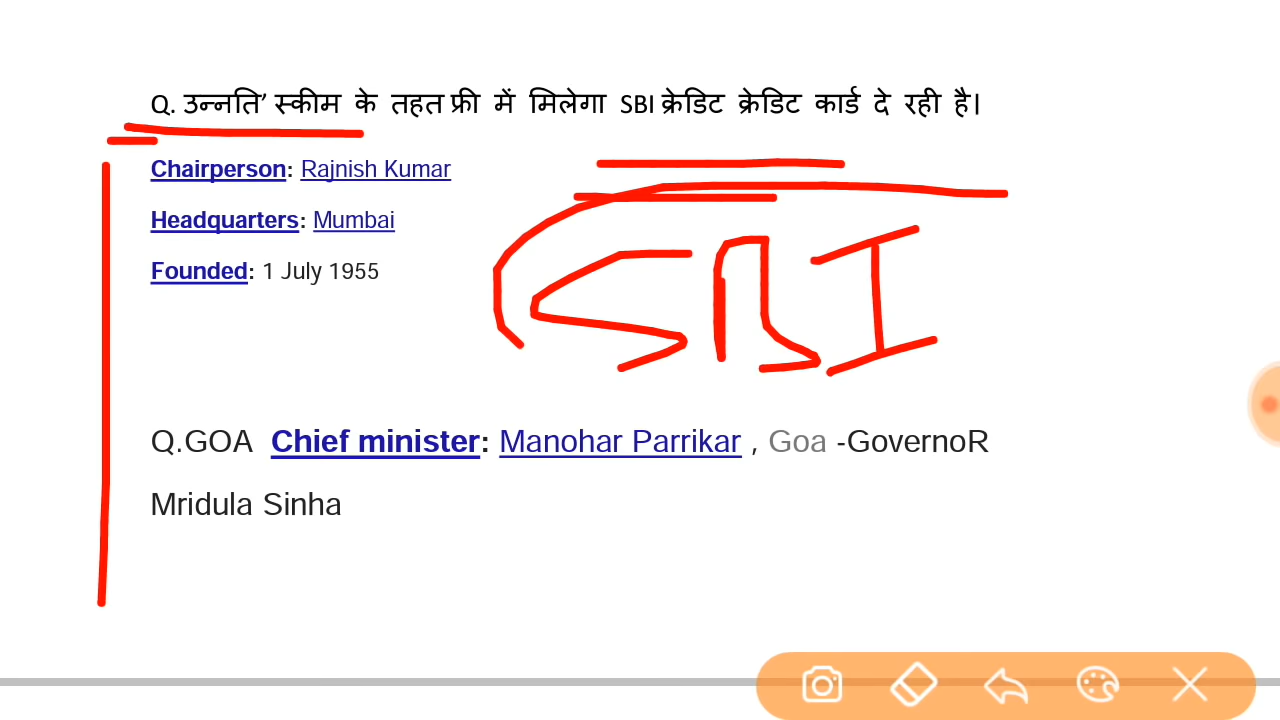 Q. उन्नति’ स्कीम के तहत फ्री में मिलेगा SBI क्रेडिट क्रेडिट कार्ड दे रही है।
Chairperson: Rajnish Kumar
Headquarters: Mumbai
Founded: 1 July 1955
SBI
Q.GOA Chief minister: Manohar Parrikar , Goa -GovernoR
Mridula Sinha